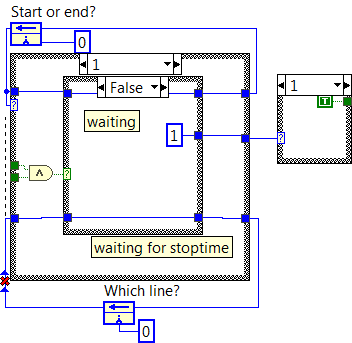 Start or end?
0
1
1
False
T
waiting
?
1
?
^
?
waiting for stoptime
Which line?
0